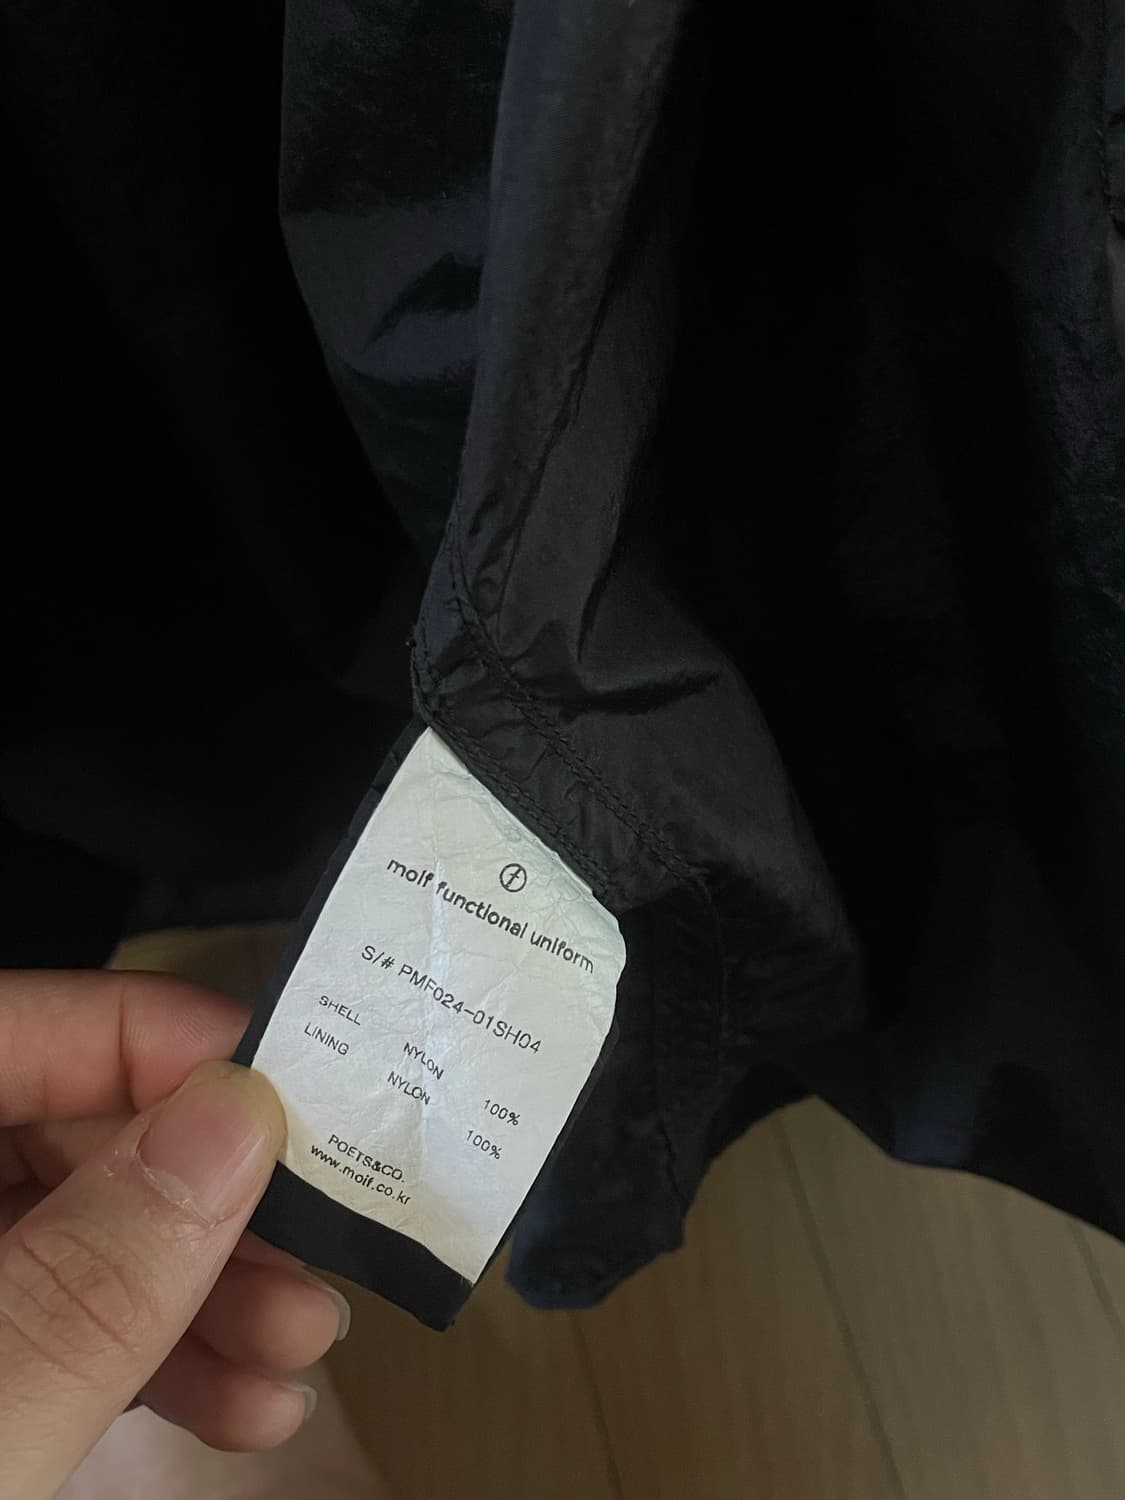 moif functional uniform
S/# PMF024-01SH04
SHELL NYLON 100%
LINING NYLON 100%
POETS&CO.
www.moif.co.kr